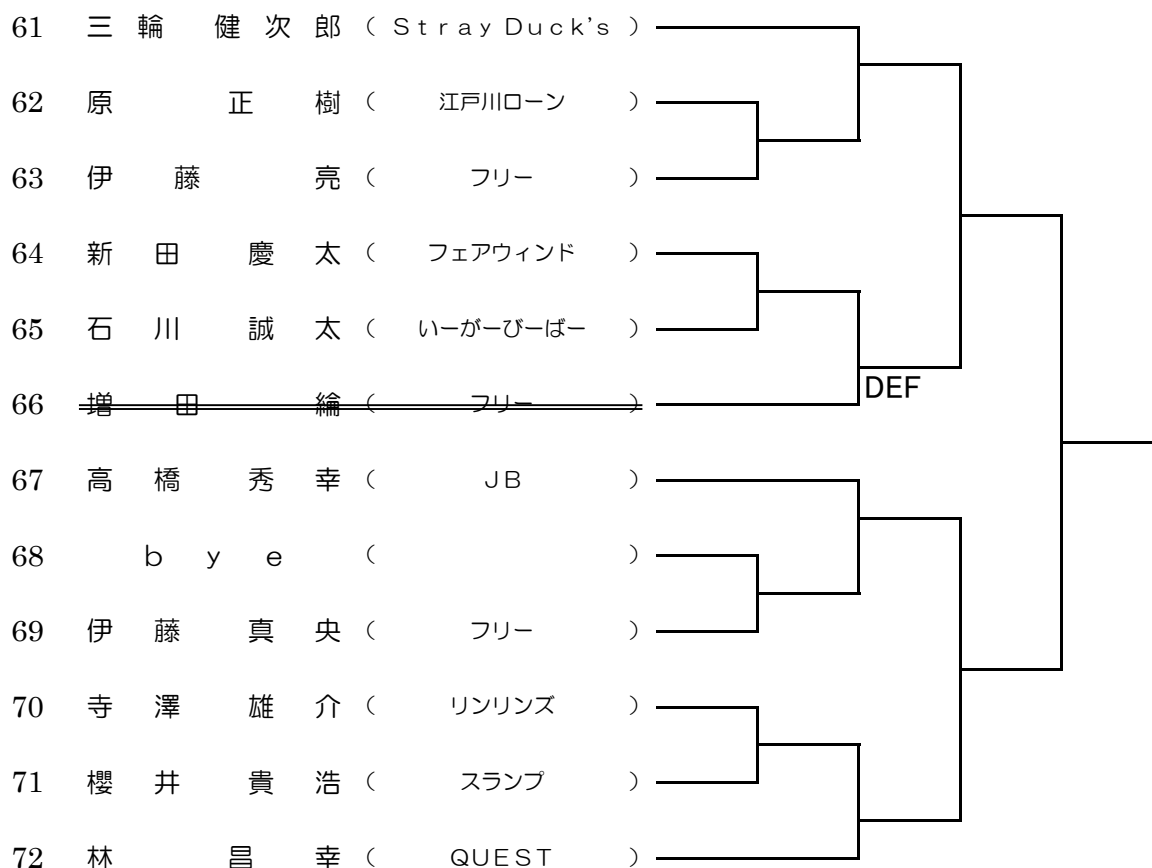 61 三輪 健次郎 ( Stray Duck's )
62 原 正樹 ( 江戸川ローン )
63 伊藤 亮 ( フリー )
64 新田 慶太 ( フェアウィンド )
65 石川 誠太 ( いーがーびーばー )
66 増田 綸 ( フリー )
DEF
67 高橋 秀幸 ( JB )
68 bye ( )
69 伊藤 真央 ( フリー )
70 寺澤 雄介 ( リンリンズ )
71 櫻井 貴浩 ( スランプ )
72 林 昌幸 ( QUEST )